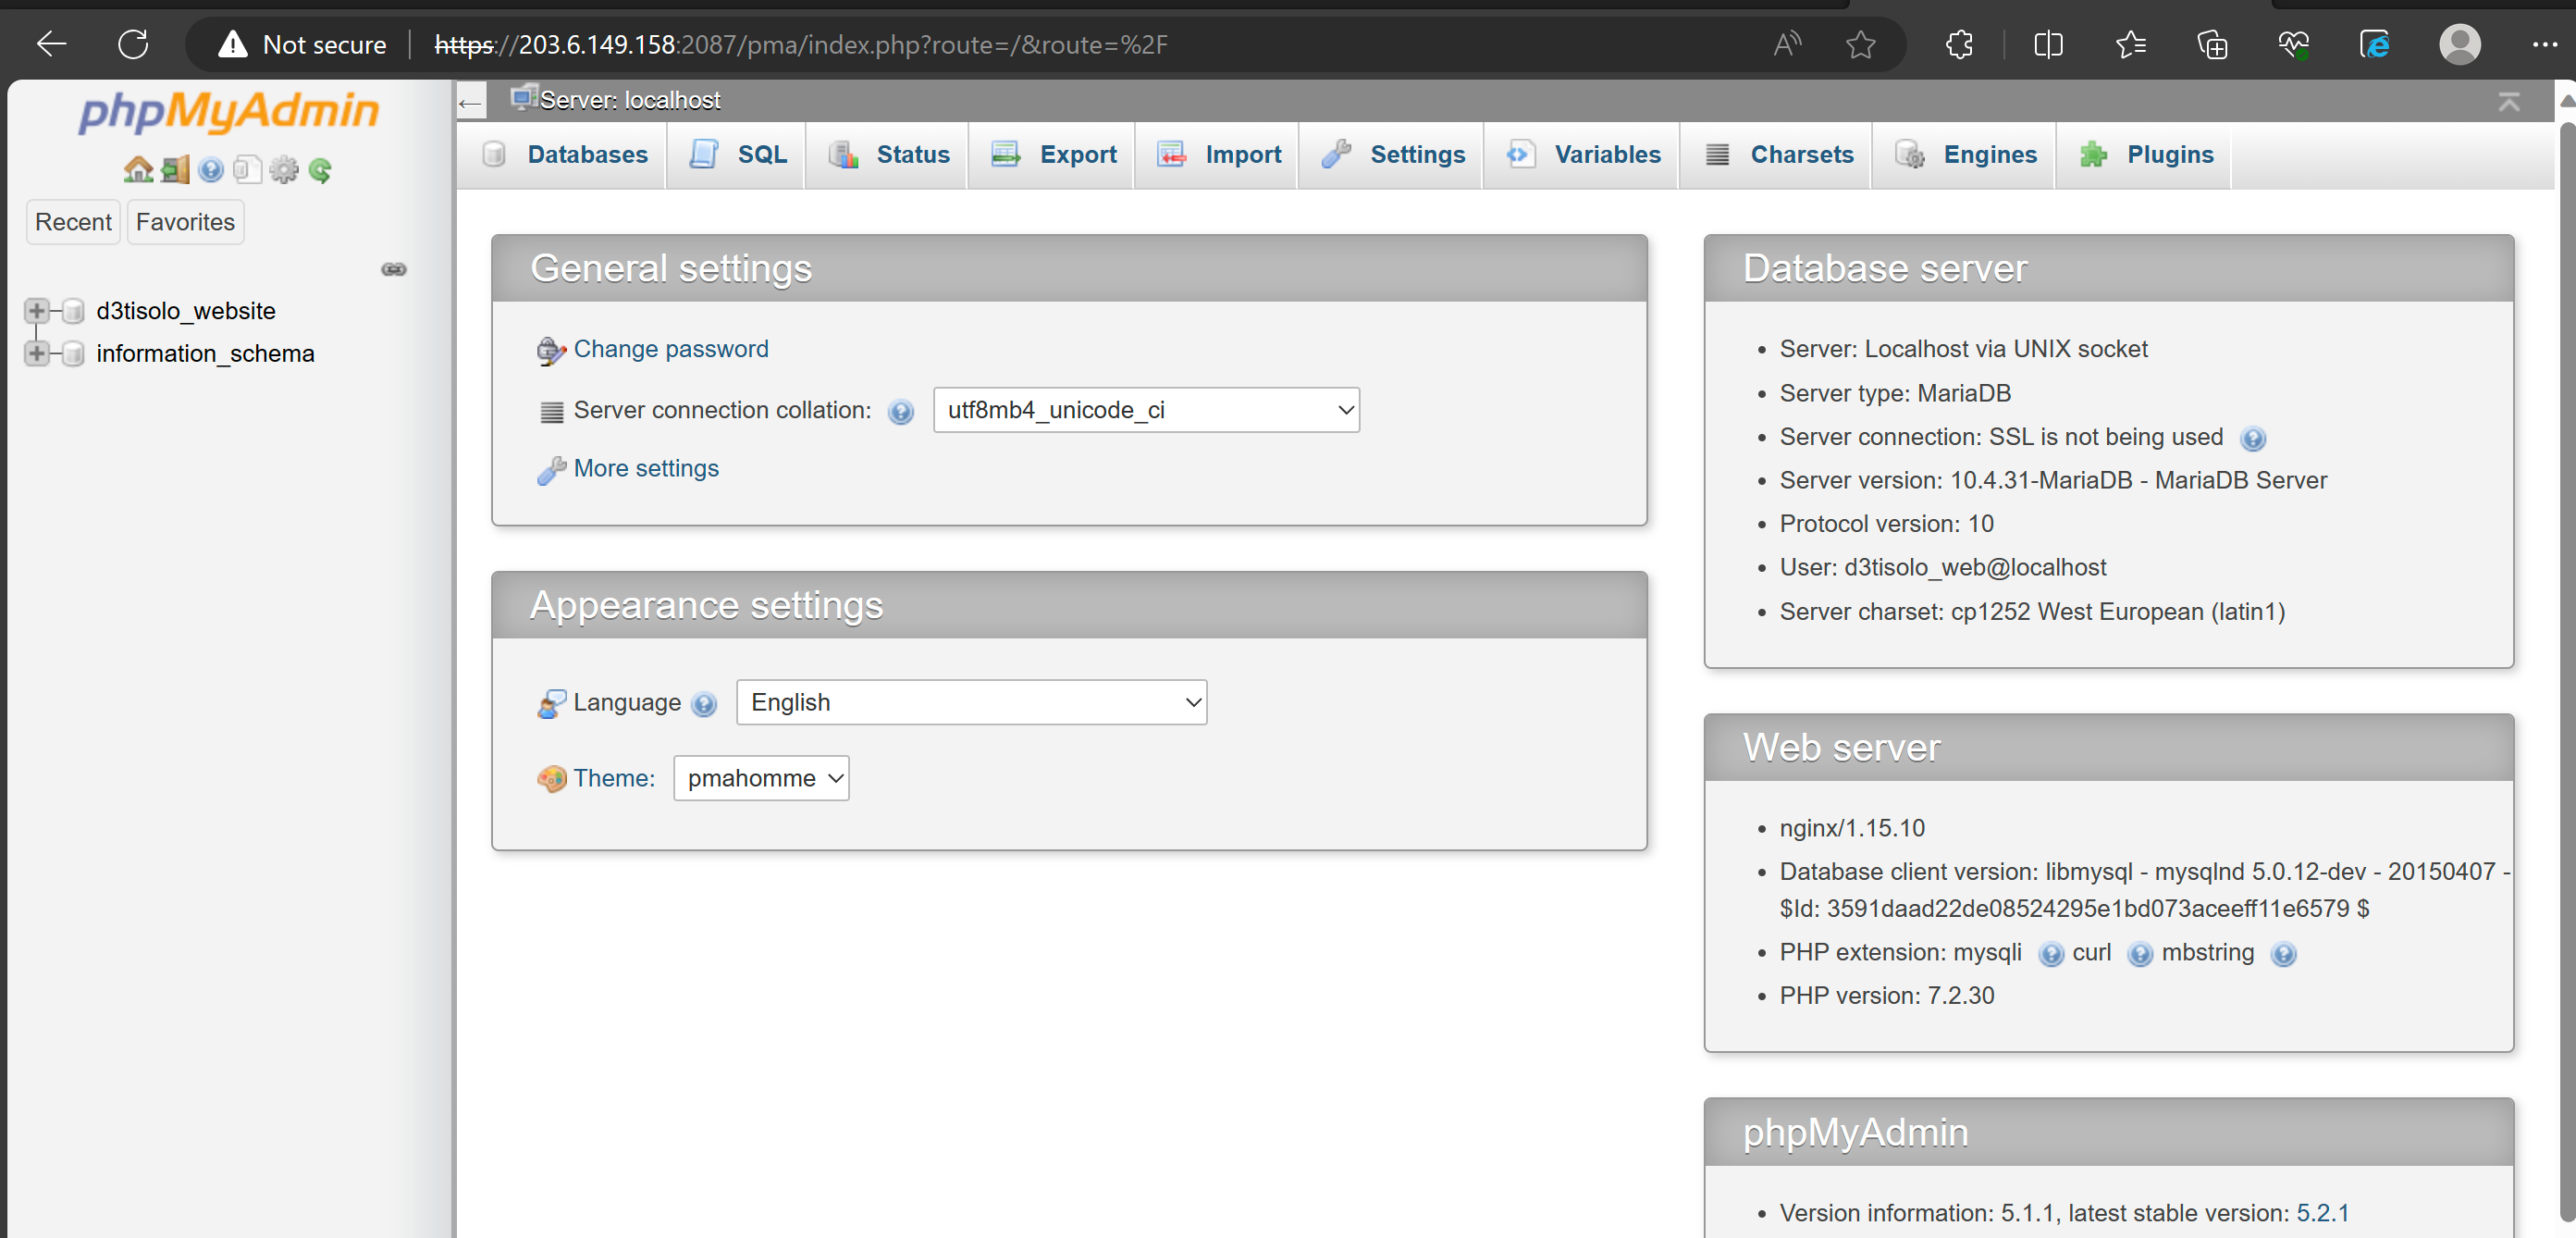 Not secure
https://203.6.149.158:2087/pma/index.php?route=/&route=%2F
phpMyAdmin
Recent
Favorites
d3tisolo_website
information_schema
Server: localhost
Databases
SQL
Status
Export
Import
Settings
Variables
Charsets
Engines
Plugins
General settings
Change password
Server connection collation:
utf8mb4_unicode_ci
More settings
Appearance settings
Language
English
Theme:
pmahomme
Database server
Server: Localhost via UNIX socket
Server type: MariaDB
Server connection: SSL is not being used
Server version: 10.4.31-MariaDB - MariaDB Server
Protocol version: 10
User: d3tisolo_web@localhost
Server charset: cp1252 West European (latin1)
Web server
nginx/1.15.10
Database client version: libmysql - mysqlnd 5.0.12-dev - 20150407 -
$Id: 3591daad22de08524295e1bd073aceeff11e6579 $
PHP extension: mysqli curl mbstring
PHP version: 7.2.30
phpMyAdmin
Version information: 5.1.1, latest stable version: 5.2.1